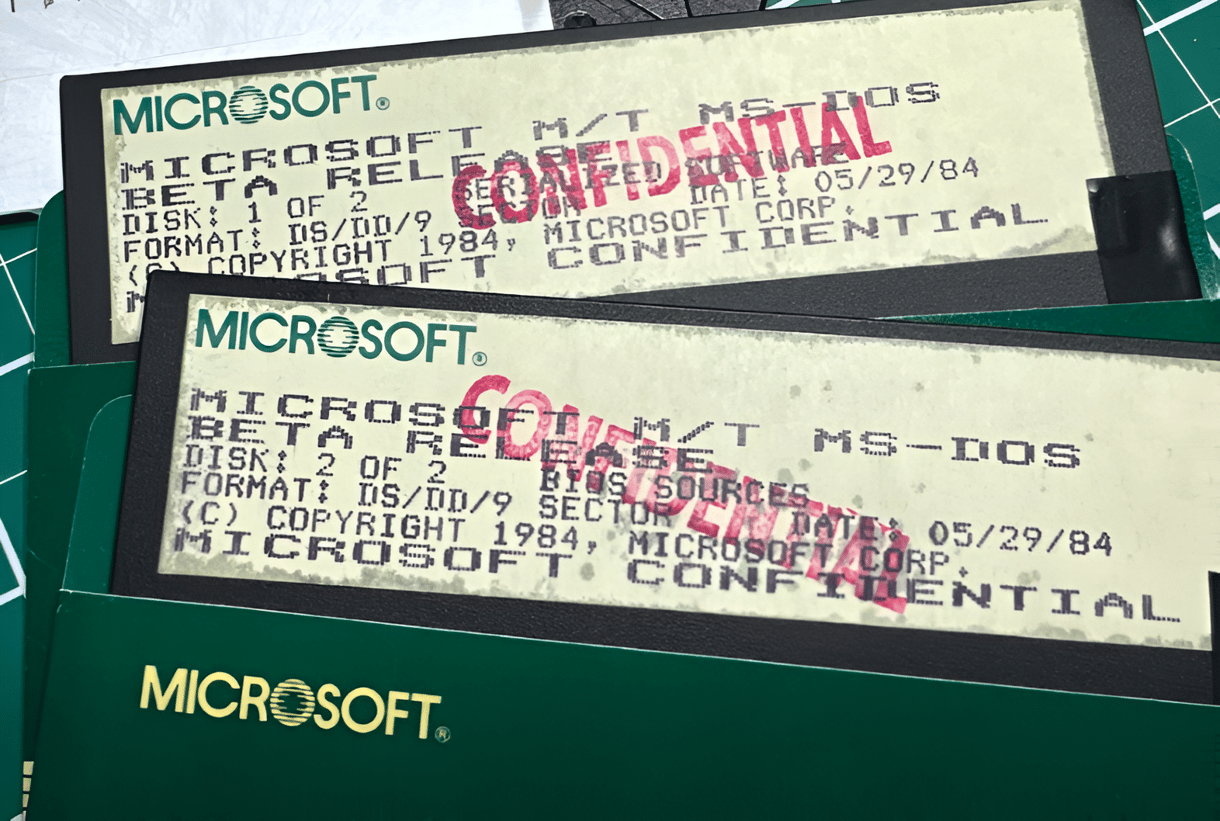 MICROSOFT®
MICROSOFT M/T MS-DOS
BETA RELEASE SERIALIZED SOFTWARE
CONFIDENTIAL
DISK: 1 OF 2 DATE: 05/29/84
FORMAT: DS/DD/9 SECTOR MICROSOFT CORP.
(C) COPYRIGHT 1984, CONFIDENTIAL
MICROSOFT
MICROSOFT®
MICROSOFT M/T MS-DOS
BETA RELEASE
CONFIDENTIAL
DISK: 2 OF 2 BIOS SOURCES
FORMAT: DS/DD/9 SECTOR DATE: 05/29/84
(C) COPYRIGHT 1984, MICROSOFT CORP.
MICROSOFT CONFIDENTIAL
MICROSOFT®